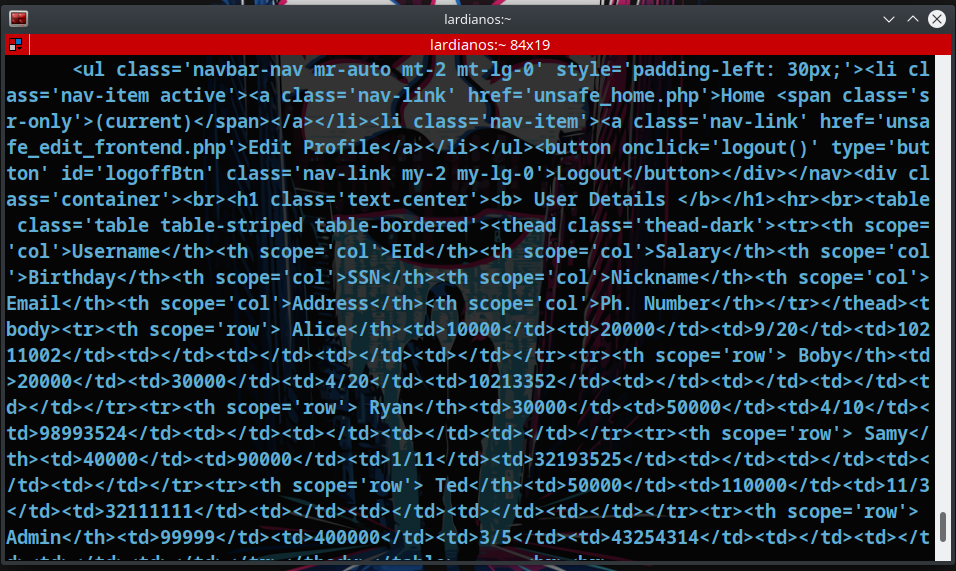 lardianos:~
lardianos:~ 84x19
<ul class='navbar-nav mr-auto mt-2 mt-lg-0' style='padding-left: 30px;'><li cl
ass='nav-item active'><a class='nav-link' href='unsafe_home.php'>Home <span class='s
r-only'>(current)</span></a></li><li class='nav-item'><a class='nav-link' href='unsa
fe_edit_frontend.php'>Edit Profile</a></li></ul><button onclick='logout()' type='but
ton' id='logoffBtn' class='nav-link my-2 my-lg-0'>Logout</button></div></nav><div cl
ass='container'><br><h1 class='text-center'><b> User Details </b></h1><hr><br><table
 class='table table-striped table-bordered'><thead class='thead-dark'><tr><th scope=
'col'>Username</th><th scope='col'>EId</th><th scope='col'>Salary</th><th scope='col
'>Birthday</th><th scope='col'>SSN</th><th scope='col'>Nickname</th><th scope='col'>
Email</th><th scope='col'>Address</th><th scope='col'>Ph. Number</th></tr></thead><t
body><tr><th scope='row'> Alice</th><td>10000</td><td>20000</td><td>9/20</td><td>102
11002</td><td></td><td></td><td></td><td></td></tr><tr><th scope='row'> Boby</th><td
>20000</td><td>30000</td><td>4/20</td><td>10213352</td><td></td><td></td><td></td><t
d></td></tr><tr><th scope='row'> Ryan</th><td>30000</td><td>50000</td><td>4/10</td><
td>98993524</td><td></td><td></td><td></td><td></td></tr><tr><th scope='row'> Samy</
th><td>40000</td><td>90000</td><td>1/11</td><td>32193525</td><td></td><td></td><td><
/td><td></td></tr><tr><th scope='row'> Ted</th><td>50000</td><td>110000</td><td>11/3
</td><td>32111111</td><td></td><td></td><td></td><td></td></tr><tr><th scope='row'>
Admin</th><td>99999</td><td>400000</td><td>3/5</td><td>43254314</td><td></td><td></t